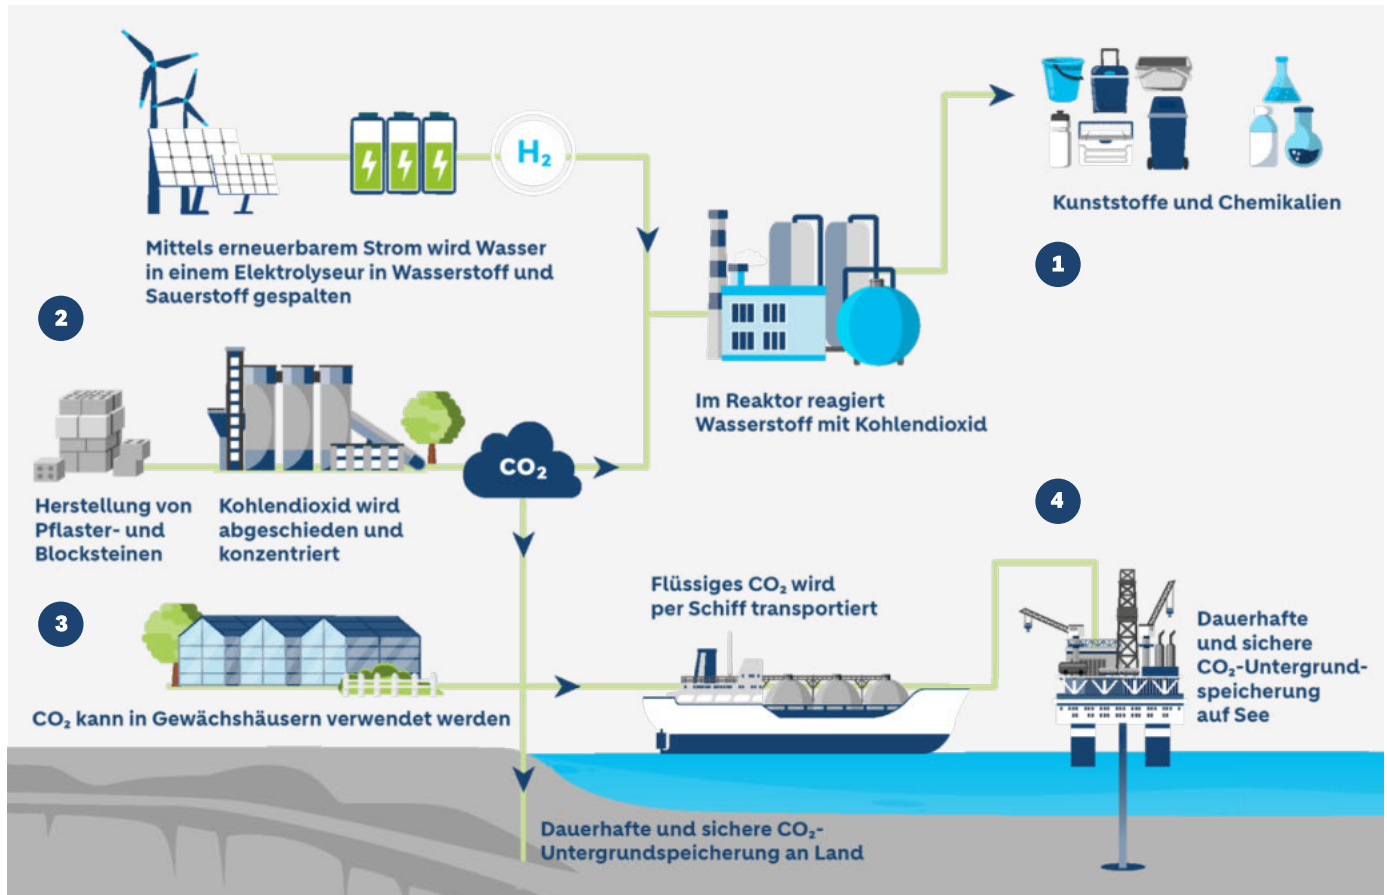 H₂
Kunststoffe und Chemikalien
1
Mittels erneuerbarem Strom wird Wasser
in einem Elektrolyseur in Wasserstoff und
Sauerstoff gespalten
2
Im Reaktor reagiert
Wasserstoff mit Kohlendioxid
CO₂
Herstellung von
Pflaster- und
Blocksteinen
Kohlendioxid wird
abgeschieden und
konzentriert
4
3
Flüssiges CO₂ wird
per Schiff transportiert
Dauerhafte
und sichere
CO₂-Untergrund-
speicherung
auf See
CO₂ kann in Gewächshäusern verwendet werden
Dauerhafte und sichere CO₂-
Untergrundspeicherung an Land